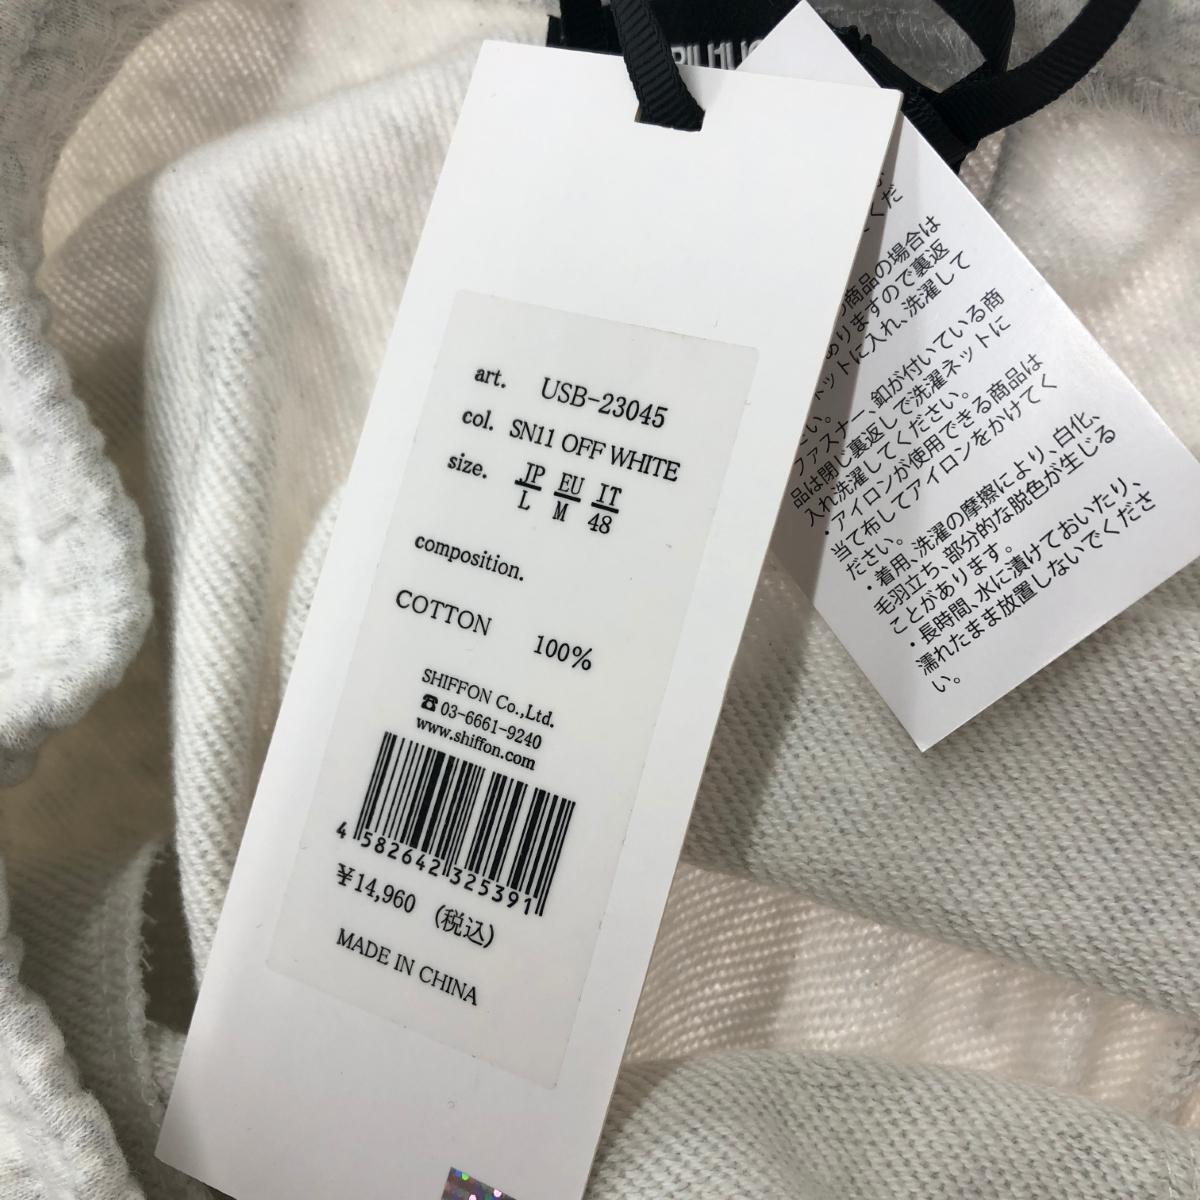 art. USB-23045
col. SN11 OFF WHITE
size. JP EU IT
L M 48
composition.
COTTON 100%
SHIFFON Co.,Ltd.
☎03-6661-9240
www.shiffon.com
4 582642 325391
¥14,960 (税込)
MADE IN CHINA
くだ
商品の場合は
ありますので裏返
ットに入れ、洗濯して
い。
ファスナー、釦が付いている商
品は閉じ裏返しで洗濯ネットに
入れ洗濯してください。
・アイロンが使用できる商品は
当て布してアイロンをかけてく
ださい。
・着用、洗濯の摩擦により、白化、
毛羽立ち、部分的な脱色が生じる
ことがあります。
・長時間、水に漬けておいたり、
濡れたまま放置しないでくださ
い。